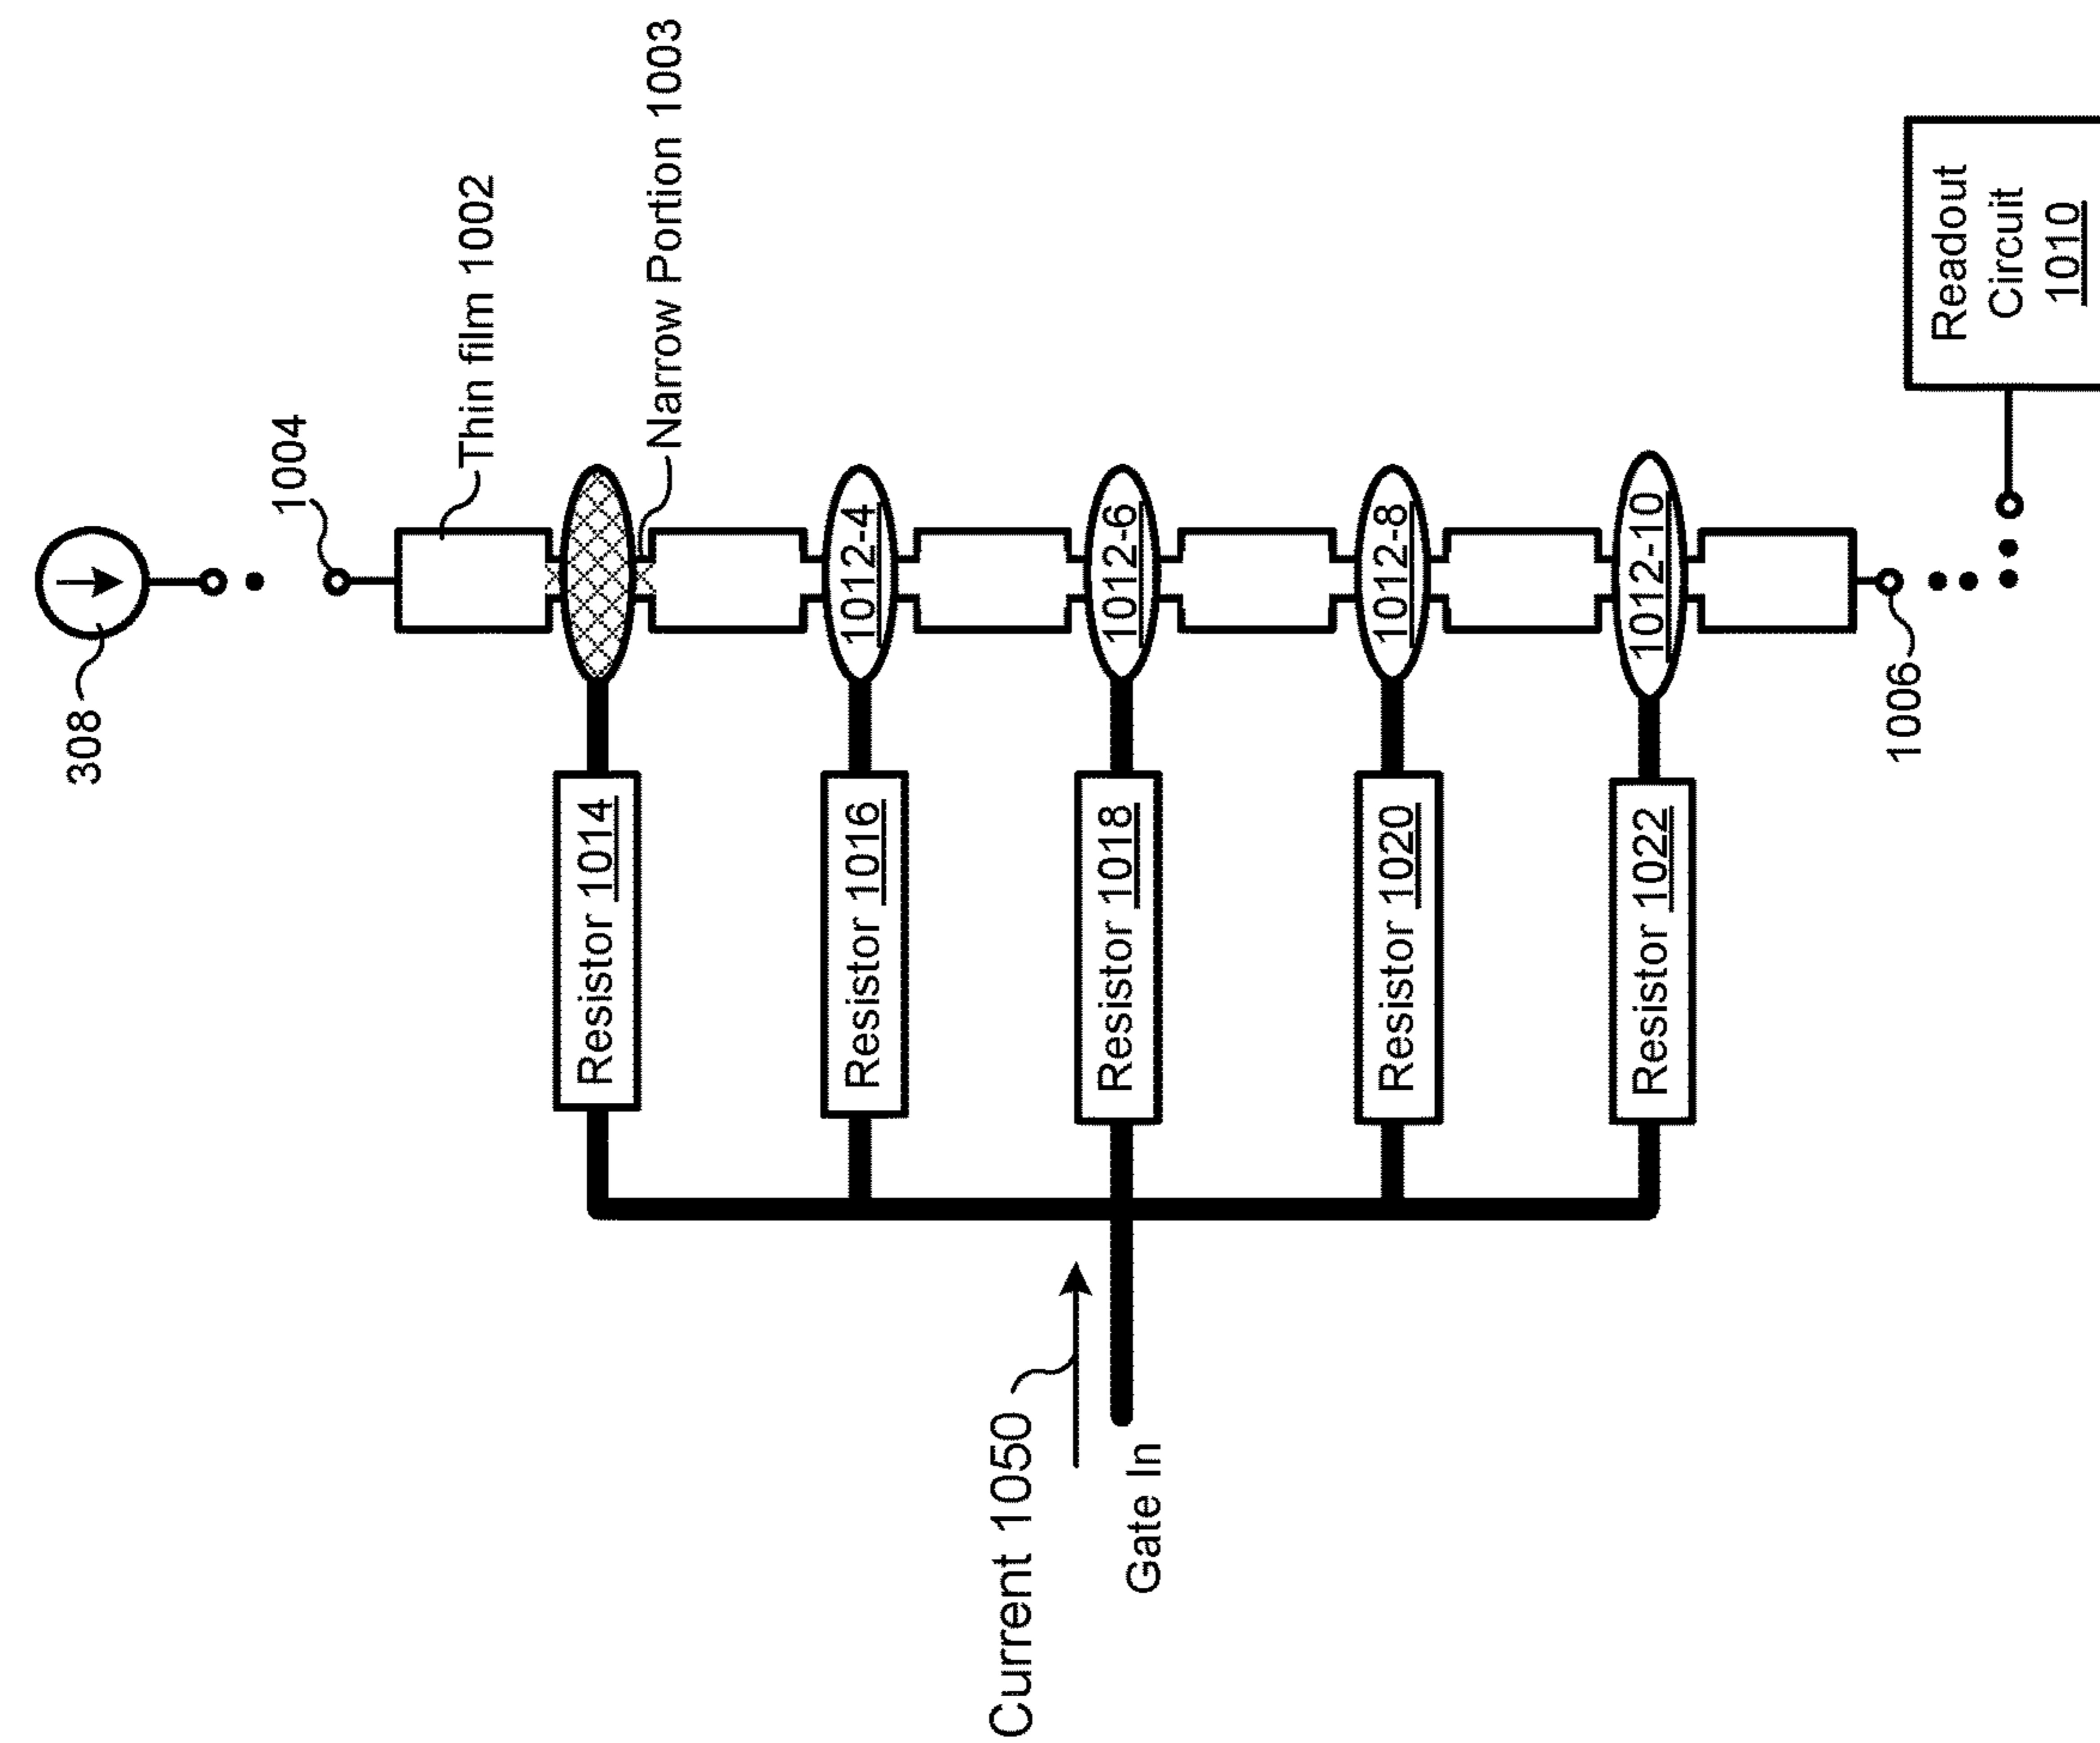 308
1004
Thin film 1002
Narrow Portion 1003
Resistor 1014
Resistor 1016
1012-4
Resistor 1018
1012-6
Resistor 1020
1012-8
Resistor 1022
1012-10
Current 1050
Gate In
1006
Readout
Circuit
1010